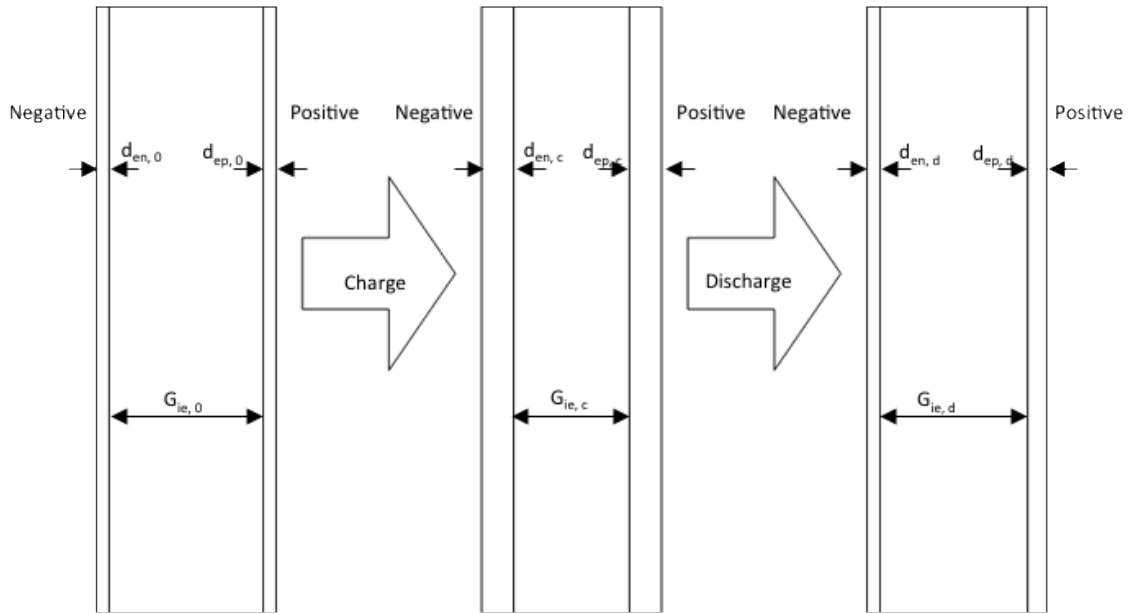 Negative
Positive
Negative
Positive
Negative
Positive
d_en, 0
d_ep, 0
d_en, c
d_ep, c
d_en, d
d_ep, d
Charge
Discharge
G_ie, 0
G_ie, c
G_ie, d